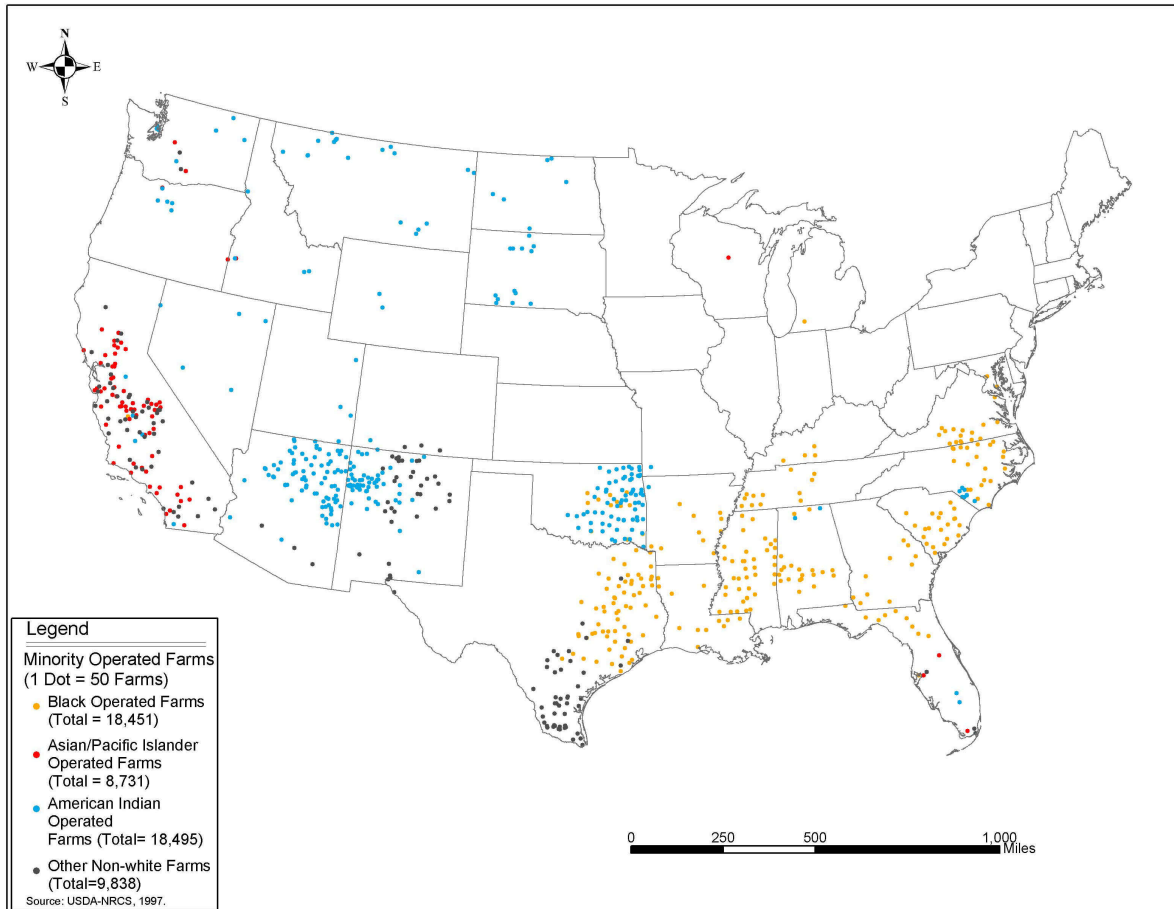 N
W E
S
Legend
Minority Operated Farms
(1 Dot = 50 Farms)
Black Operated Farms
(Total = 18,451)
Asian/Pacific Islander
Operated Farms
(Total = 8,731)
American Indian
Operated
Farms (Total= 18,495)
Other Non-white Farms
(Total=9,838)
Source: USDA-NRCS, 1997.
0 250 500 1,000
Miles